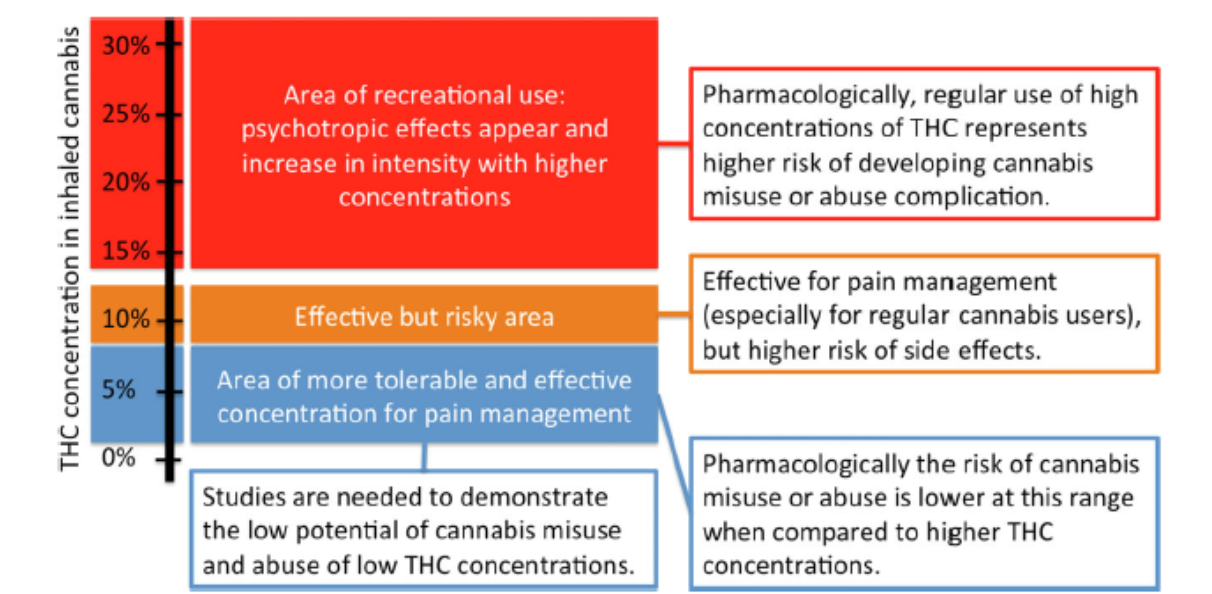 THC concentration in inhaled cannabis
30%
25%
20%
15%
10%
5%
0%
Area of recreational use:
psychotropic effects appear and
increase in intensity with higher
concentrations
Pharmacologically, regular use of high
concentrations of THC represents
higher risk of developing cannabis
misuse or abuse complication.
Effective but risky area
Effective for pain management
(especially for regular cannabis users),
but higher risk of side effects.
Area of more tolerable and effective
concentration for pain management
Studies are needed to demonstrate
the low potential of cannabis misuse
and abuse of low THC concentrations.
Pharmacologically the risk of cannabis
misuse or abuse is lower at this range
when compared to higher THC
concentrations.